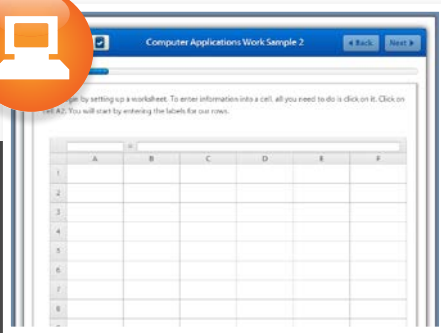 Computer Applications Work Sample 2
Back
Next
by setting up a worksheet. To enter information into a cell, all you need to do is click on it. Click on
cell A2. You will start by entering the labels for our rows.
=
A B C D E F
1
2
3
4
5
6
7
8